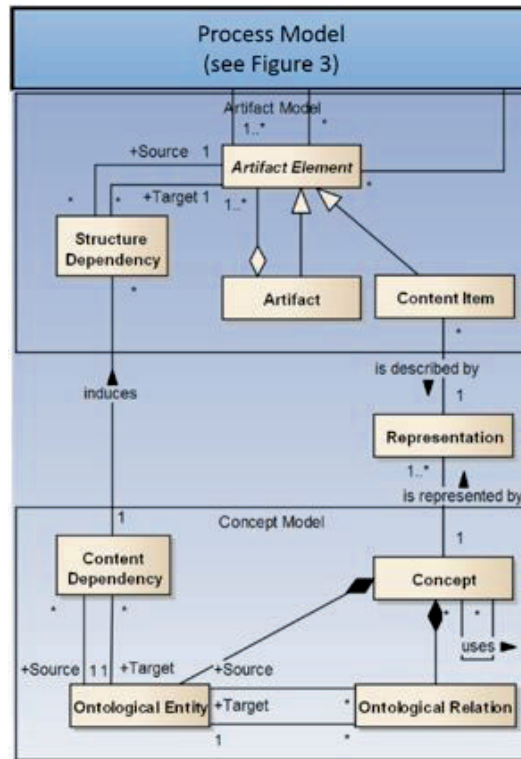 Process Model
(see Figure 3)
Artifact Model
1..* *
+Source 1
Artifact Element
*
* * +Target 1
1..*
Structure
Dependency
*
Artifact
Content Item
*
is described by
induces
1
Representation
1..*
is represented by
1
Concept Model
1
Content
Dependency
Concept
* *
* *
uses
+Source 1 1 +Target
+Source
Ontological Entity
+Target *
Ontological Relation
1 *